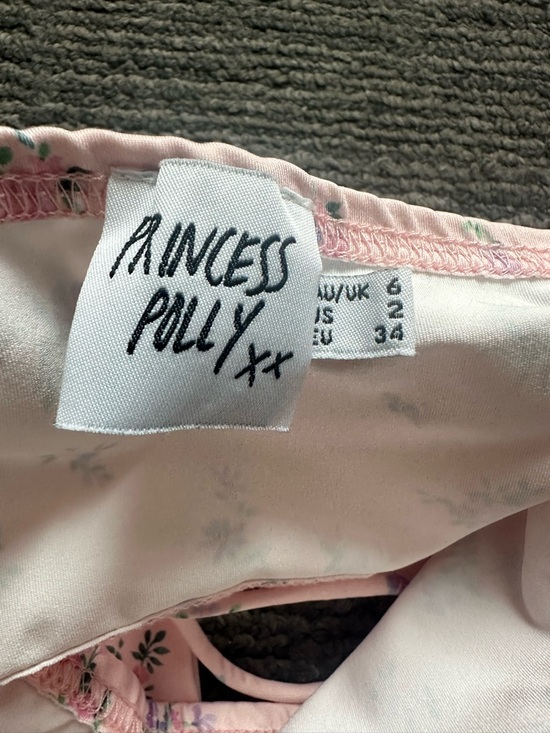 PRINCESS
POLLY xx
AU/UK 6
US 2
EU 34